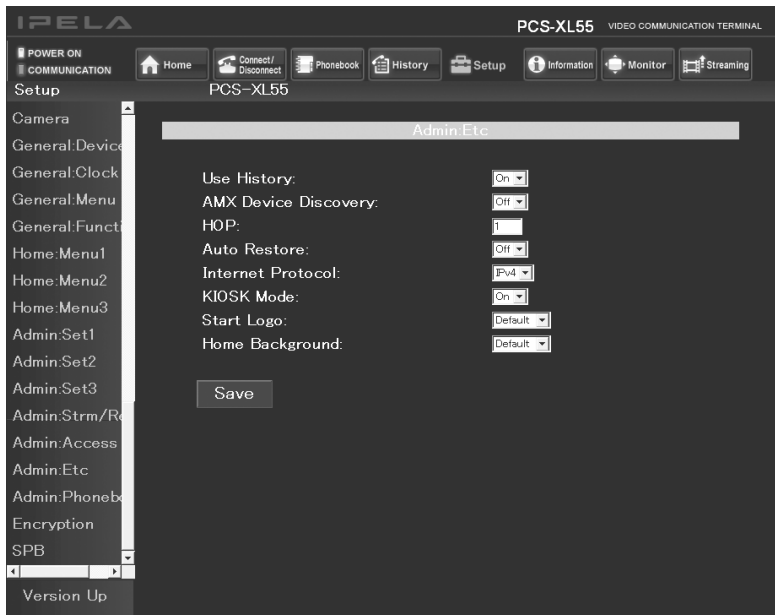 IPELA
PCS-XL55 VIDEO COMMUNICATION TERMINAL
POWER ON
COMMUNICATION
Home
Connect/
Disconnect
Phonebook
History
Setup
Information
Monitor
Streaming
Setup PCS-XL55
Camera
General:Device
General:Clock
General:Menu
General:Functi
Home:Menu1
Home:Menu2
Home:Menu3
Admin:Set1
Admin:Set2
Admin:Set3
Admin:Strm/Re
Admin:Access
Admin:Etc
Admin:Phonebo
Encryption
SPB
Version Up
Admin:Etc
Use History: On
AMX Device Discovery: Off
HOP: 1
Auto Restore: Off
Internet Protocol: IPv4
KIOSK Mode: On
Start Logo: Default
Home Background: Default
Save